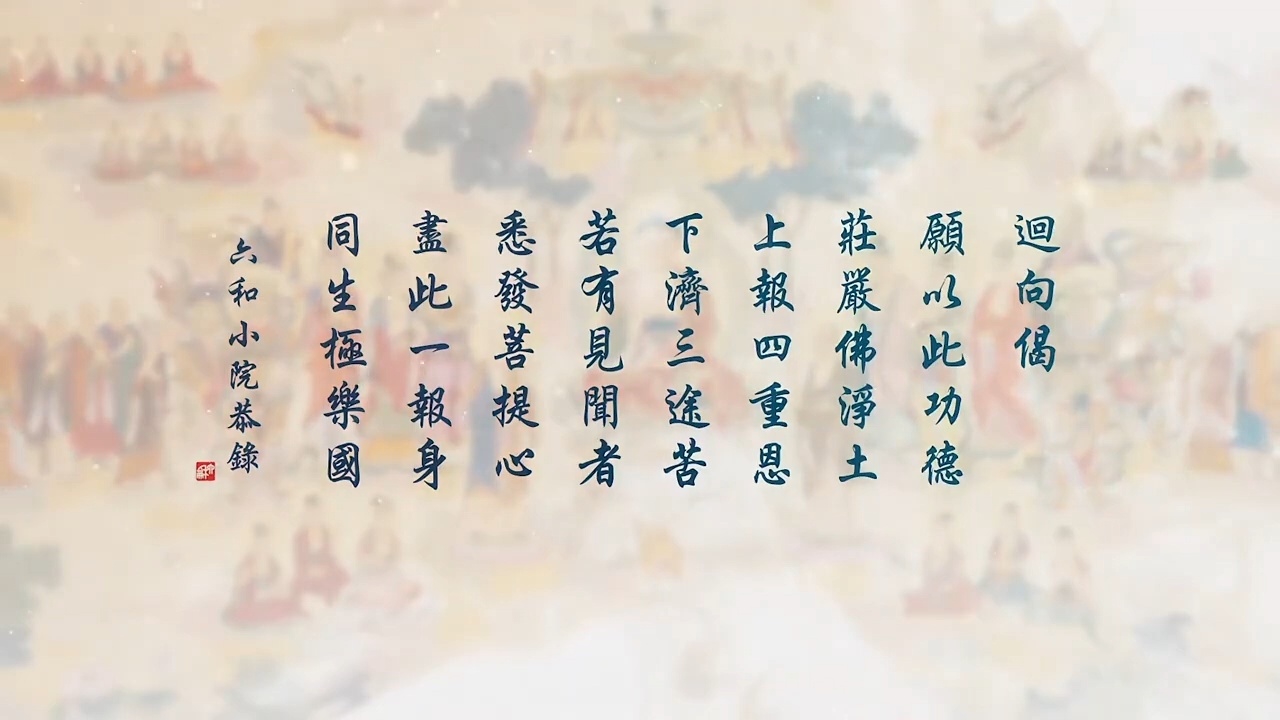 迴向偈
願以此功德
莊嚴佛淨土
上報四重恩
下濟三途苦
若有見聞者
悉發菩提心
盡此一報身
同生極樂國
六和小院恭錄